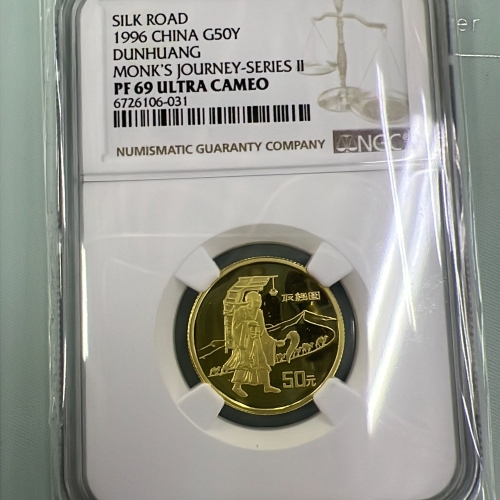 SILK ROAD
1996 CHINA G50Y
DUNHUANG
MONK'S JOURNEY-SERIES II
PF 69 ULTRA CAMEO
6726106-031
NUMISMATIC GUARANTY COMPANY
NGC
取經图
50元